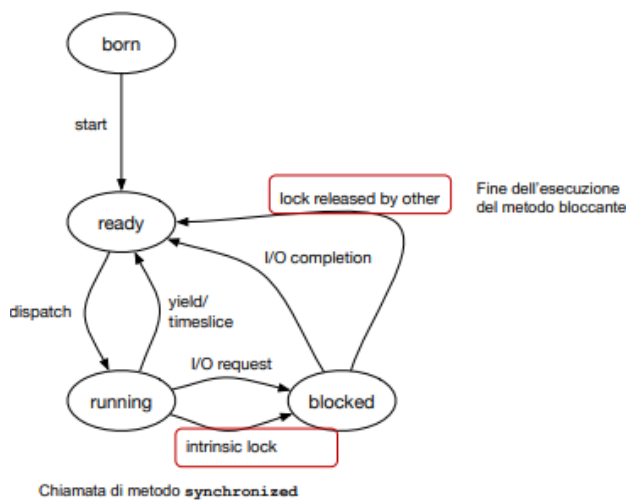 born
start
lock released by other
Fine dell'esecuzione
del metodo bloccante
ready
I/O completion
dispatch
yield/
timeslice
I/O request
running
blocked
intrinsic lock
Chiamata di metodo synchronized